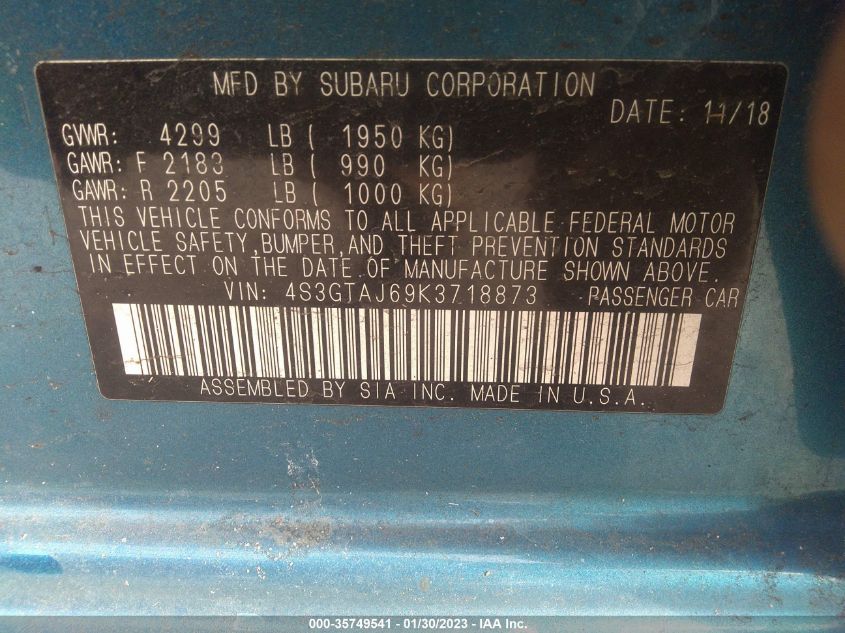 MFD BY SUBARU CORPORATION
DATE: 11/18
GVWR: 4299 LB ( 1950 KG)
GAWR: F 2183 LB ( 990 KG)
GAWR: R 2205 LB ( 1000 KG)
THIS VEHICLE CONFORMS TO ALL APPLICABLE FEDERAL MOTOR
VEHICLE SAFETY, BUMPER, AND THEFT PREVENTION STANDARDS
IN EFFECT ON THE DATE OF MANUFACTURE SHOWN ABOVE.
VIN: 4S3GTAJ69K3718873 PASSENGER CAR
ASSEMBLED BY SIA INC. MADE IN U.S.A.
000-35749541 - 01/30/2023 - IAA Inc.